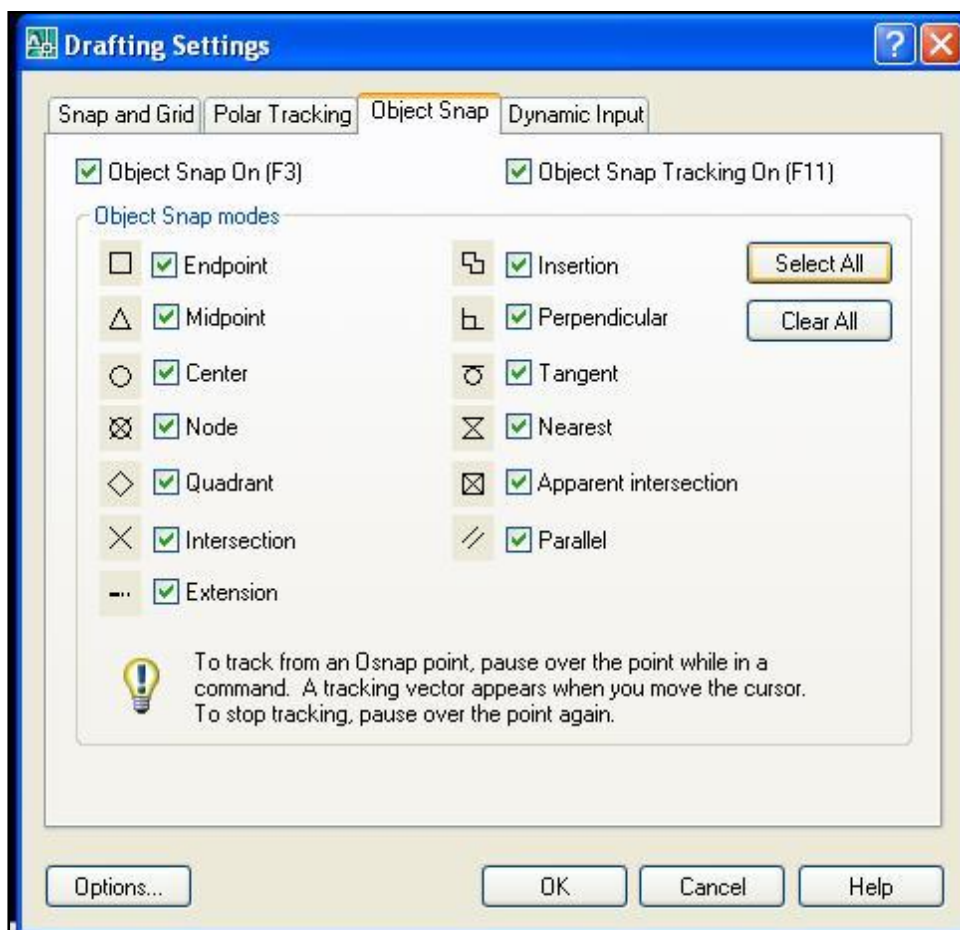 Drafting Settings
Snap and Grid Polar Tracking Object Snap Dynamic Input
Object Snap On (F3) Object Snap Tracking On (F11)
Object Snap modes
Endpoint Insertion Select All
Midpoint Perpendicular Clear All
Center Tangent
Node Nearest
Quadrant Apparent intersection
Intersection Parallel
Extension
To track from an Osnap point, pause over the point while in a
command. A tracking vector appears when you move the cursor.
To stop tracking, pause over the point again.
Options... OK Cancel Help